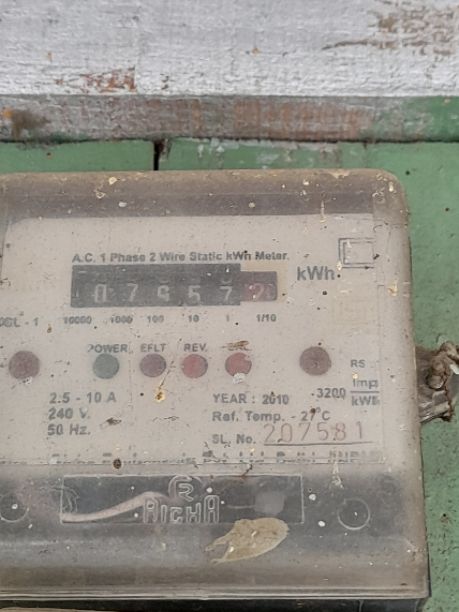 A.C. 1 Phase 2 Wire Static kWh Meter.
kWh
0 7 9 5 7
CL - 1 10000 1000 100 10 1 1/10
POWER EFLT REV.
RS
2.5 - 10 A
240 V.
50 Hz.
YEAR : 2010
3200 Imp/kWh
Ref. Temp. - 27°C
SL. No. 207581
RICHA